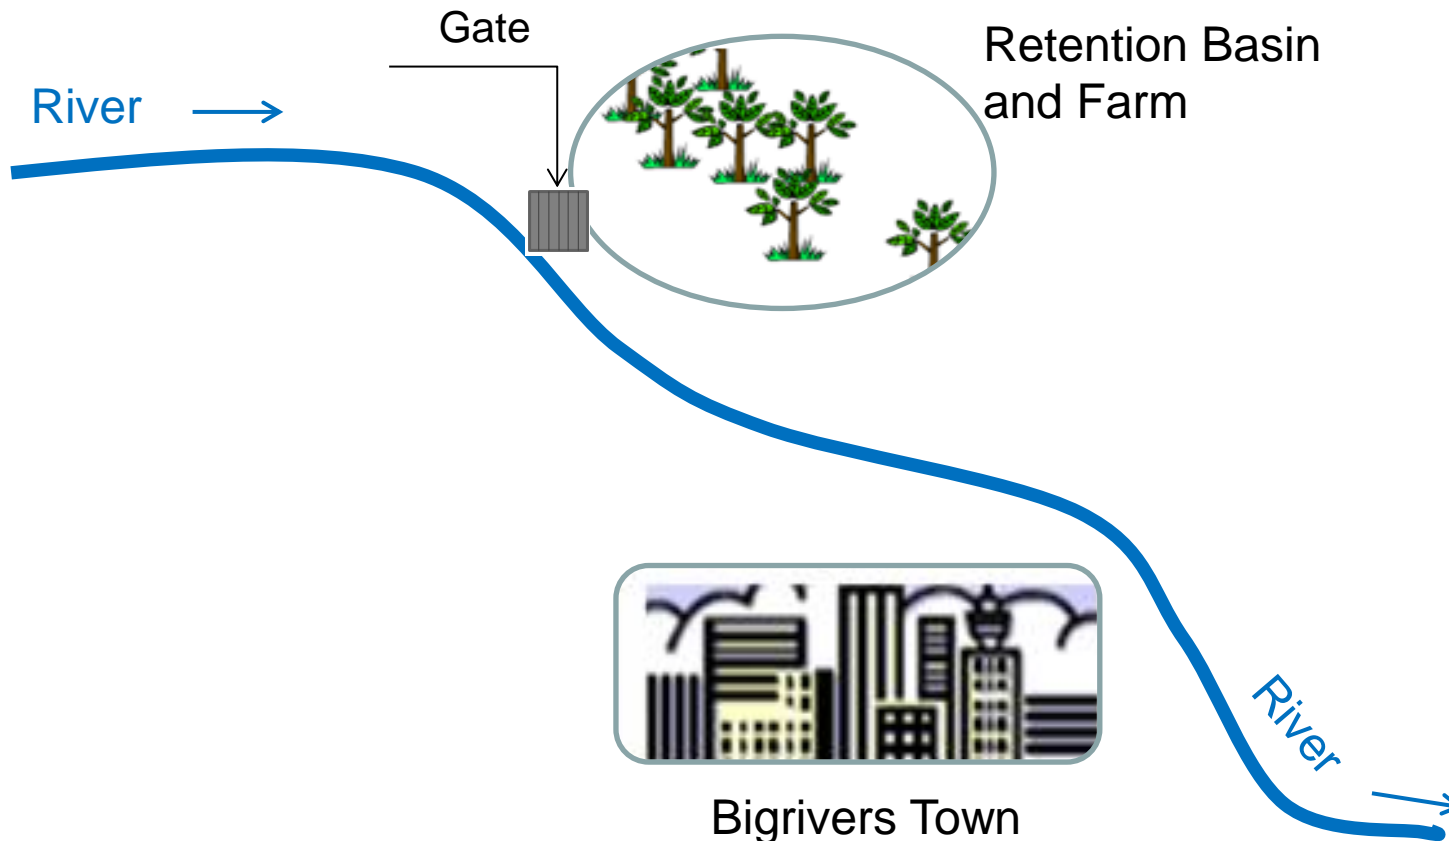 Gate
Retention Basin
and Farm
River
River
Bigrivers Town